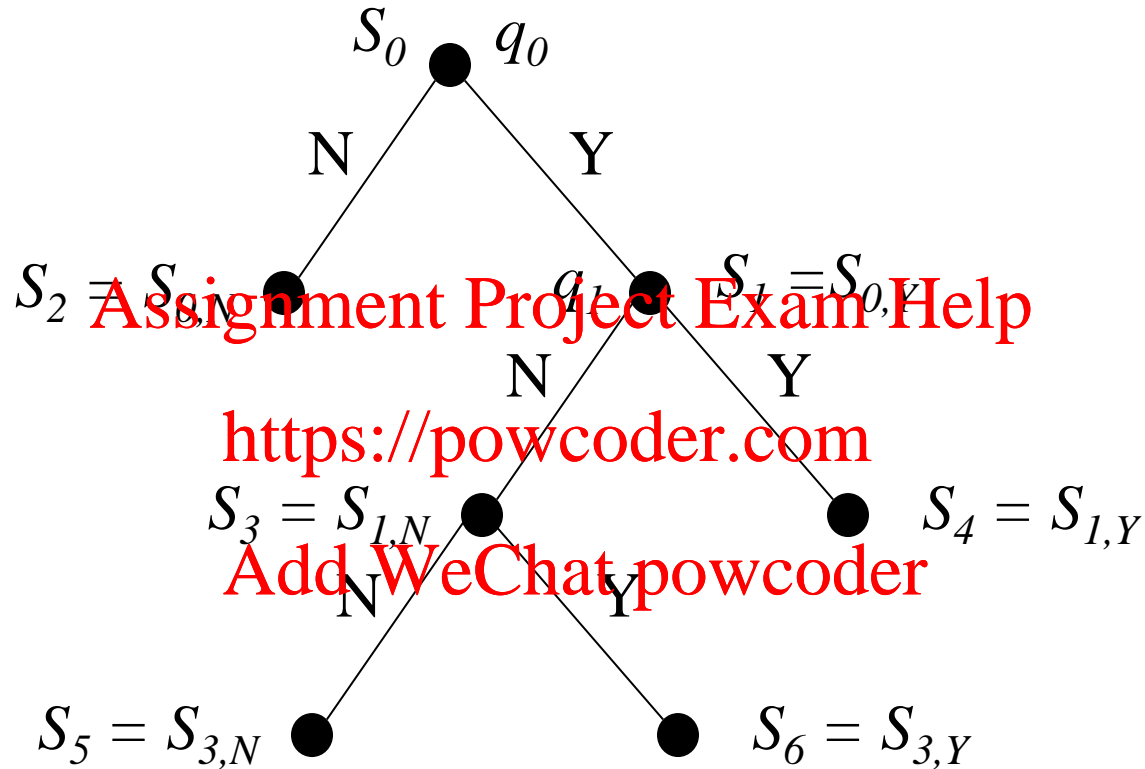 S0 q0
N Y
S2 = S0,N q1 S1 =S0,Y
Assignment Project Exam Help
N Y
https://powcoder.com
S3 = S1,N S4 = S1,Y
Add WeChat powcoder
N Y
S5 = S3,N S6 = S3,Y